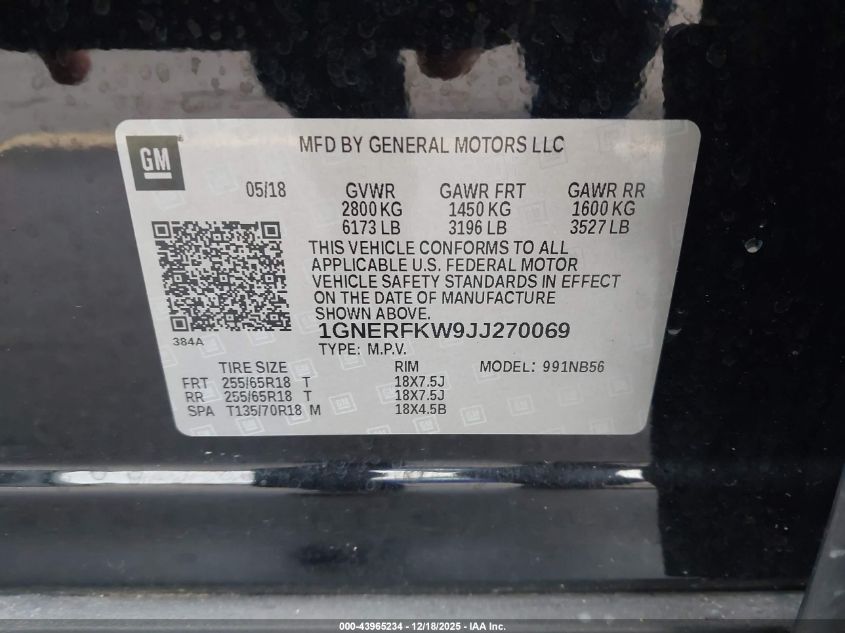 GM
MFD BY GENERAL MOTORS LLC
05/18 GVWR GAWR FRT GAWR RR
2800 KG 1450 KG 1600 KG
6173 LB 3196 LB 3527 LB
THIS VEHICLE CONFORMS TO ALL
APPLICABLE U.S. FEDERAL MOTOR
VEHICLE SAFETY STANDARDS IN EFFECT
ON THE DATE OF MANUFACTURE
SHOWN ABOVE.
1GNERFKW9JJ270069
384A
TYPE: M.P.V.
TIRE SIZE RIM MODEL: 991NB56
FRT 255/65R18 T 18X7.5J
RR 255/65R18 T 18X7.5J
SPA T135/70R18 M 18X4.5B
000-43965234 - 12/18/2025 - IAA Inc.